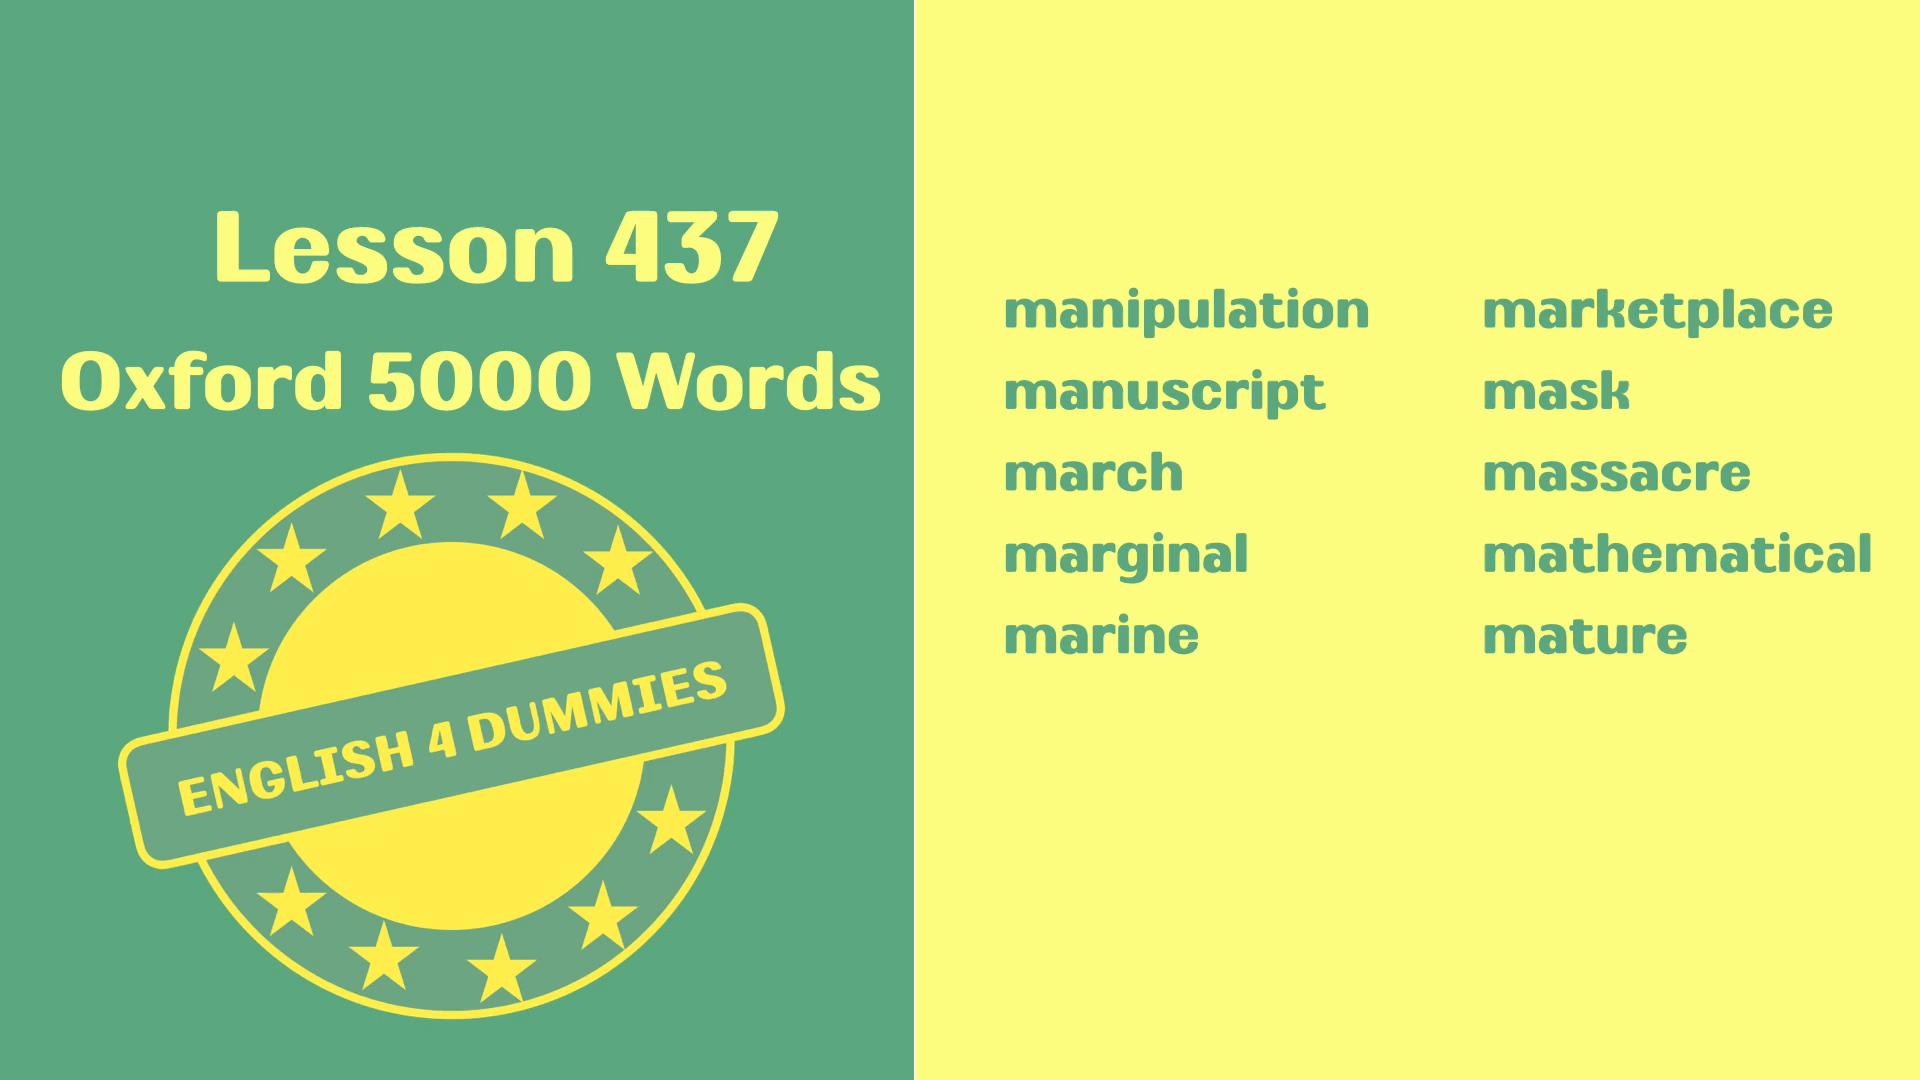 Lesson 437
Oxford 5000 Words
ENGLISH 4 DUMMIES
manipulation
manuscript
march
marginal
marine
marketplace
mask
massacre
mathematical
mature